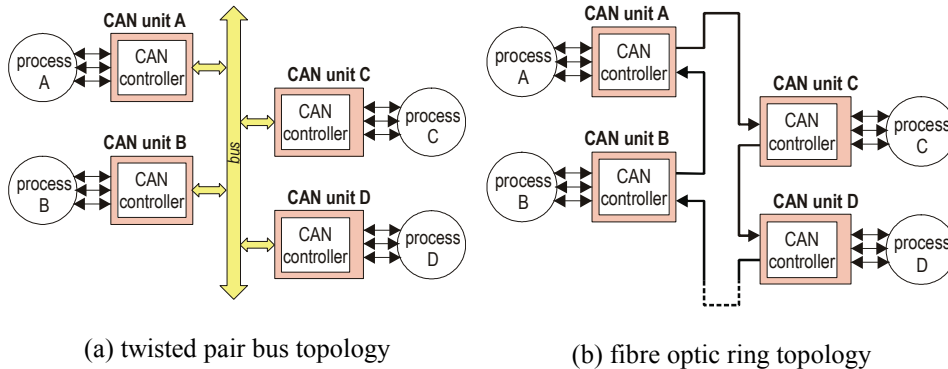 CAN unit A
process
A
CAN
controller
CAN unit B
process
B
CAN
controller
bus
CAN unit C
CAN
controller
process
C
CAN unit D
CAN
controller
process
D
(a) twisted pair bus topology
CAN unit A
process
A
CAN
controller
CAN unit B
process
B
CAN
controller
CAN unit C
CAN
controller
process
C
CAN unit D
CAN
controller
process
D
(b) fibre optic ring topology